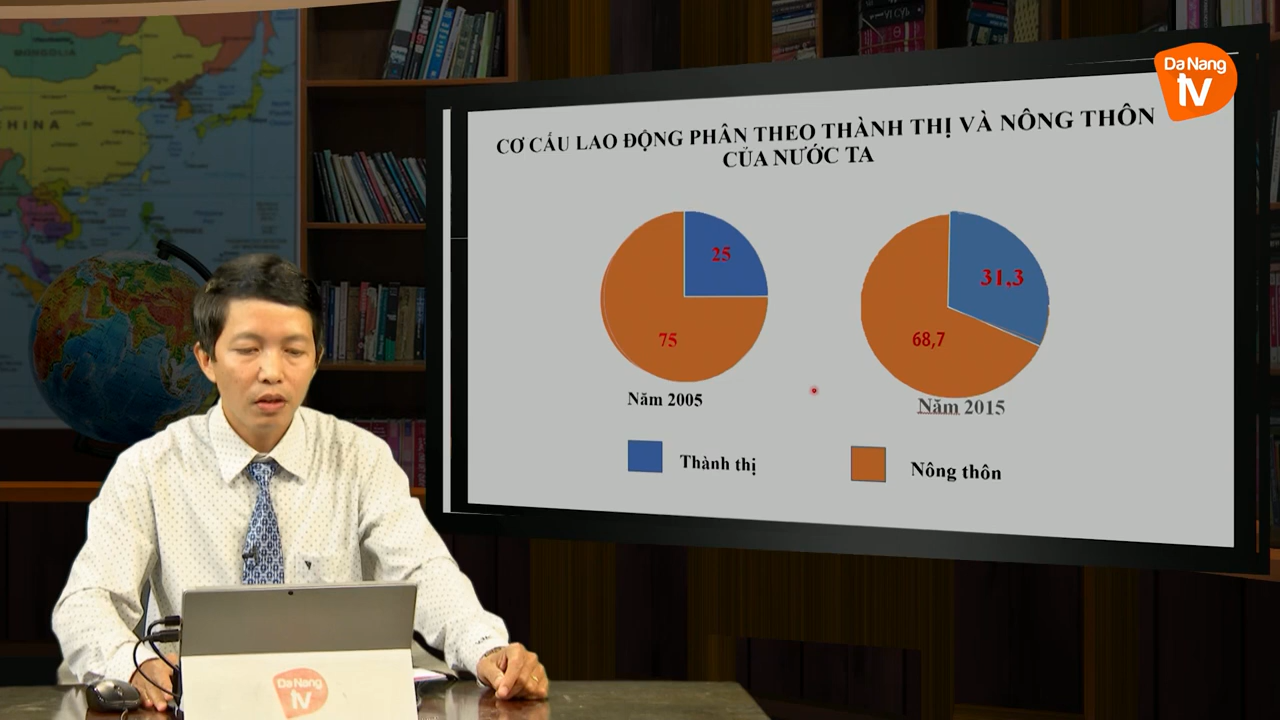 MONGOLIA
CHINA
Da Nang
tv
CƠ CẤU LAO ĐỘNG PHÂN THEO THÀNH THỊ VÀ NÔNG THÔN
CỦA NƯỚC TA
25
75
31,3
68,7
Năm 2005
Năm 2015
Thành thị
Nông thôn
Da Nang
tv